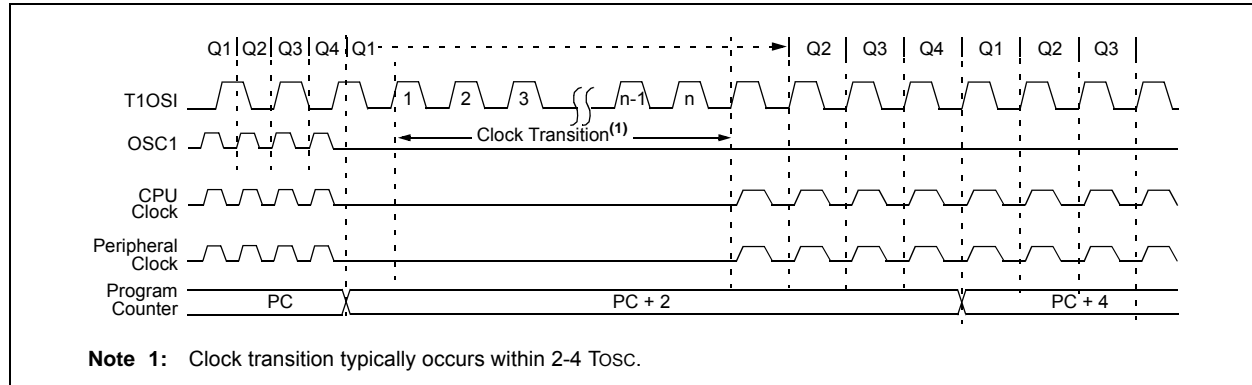 Q1 Q2 Q3 Q4 Q1 Q2 Q3 Q4 Q1 Q2 Q3
T1OSI 1 2 3 n-1 n
Clock Transition(1)
OSC1
CPU
Clock
Peripheral
Clock
Program
Counter
PC PC + 2 PC + 4
Note 1: Clock transition typically occurs within 2-4 TOSC.